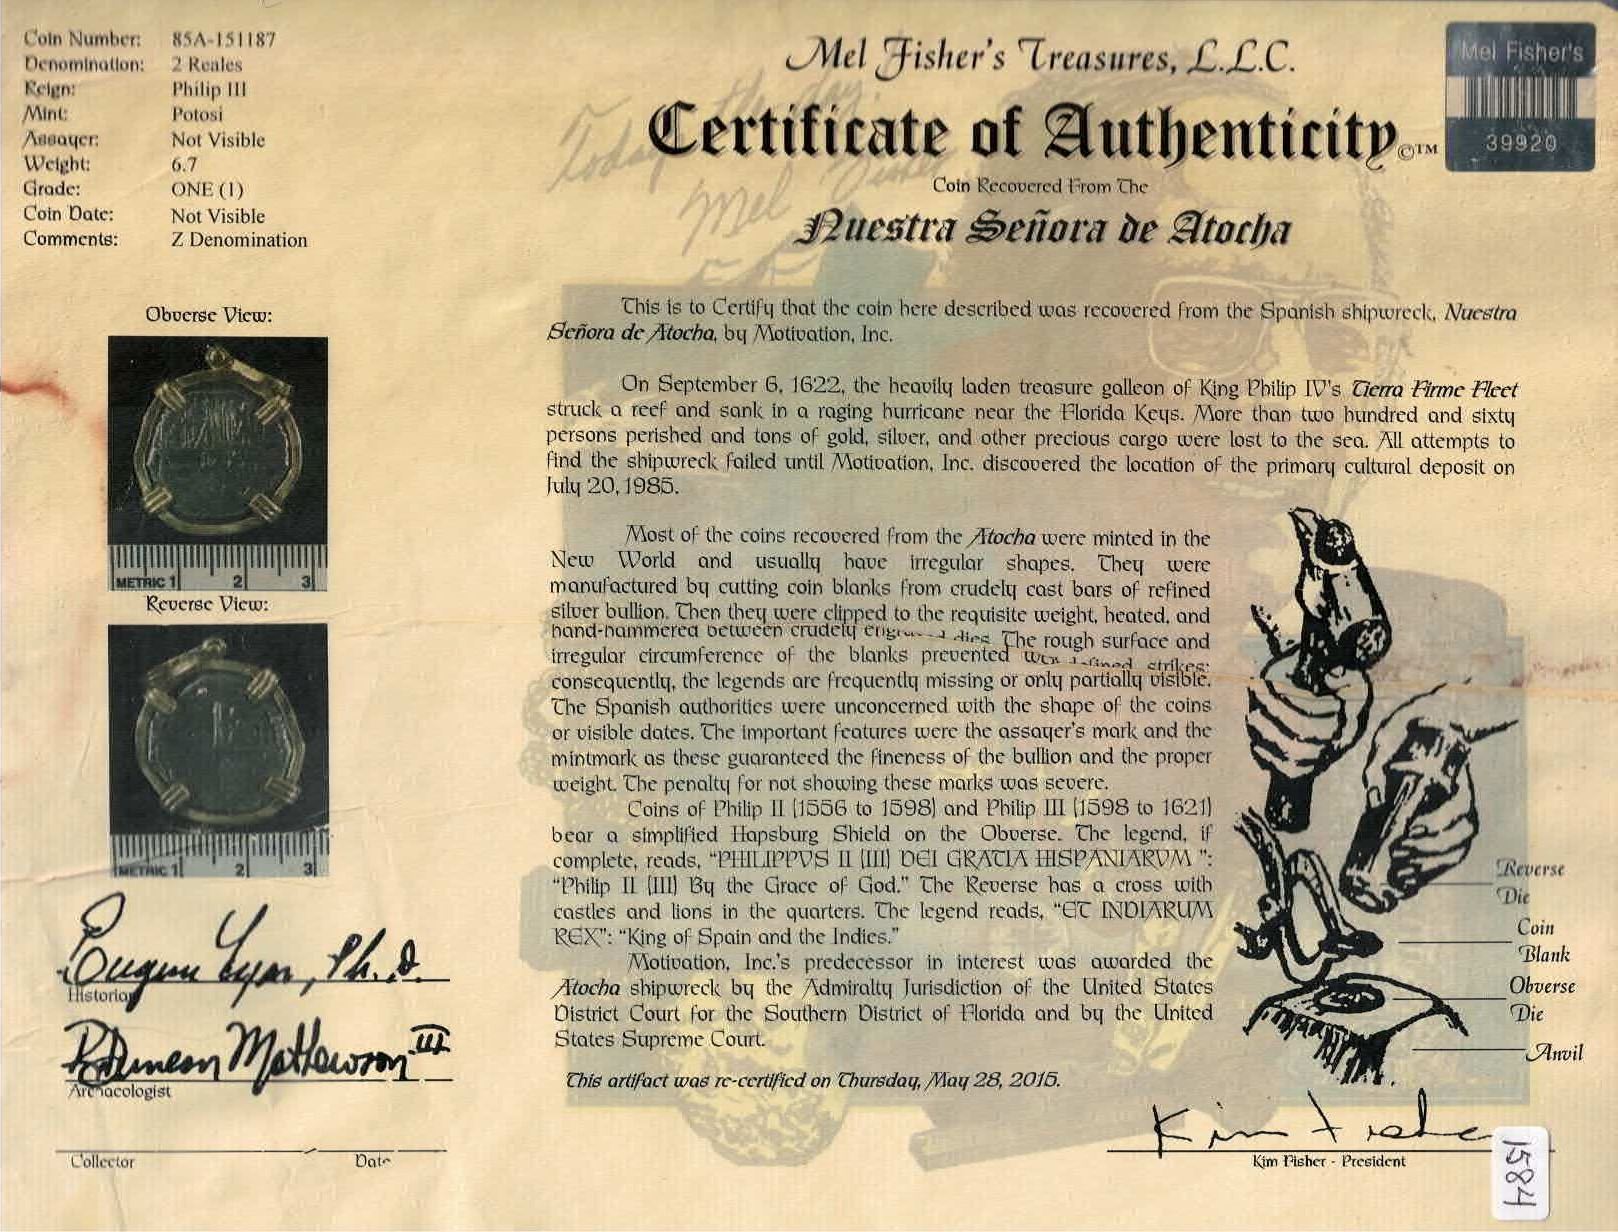 Coin Number: 85A-151187
Denomination: 2 Reales
Reign: Philip III
Mint: Potosi
Assayer: Not Visible
Weight: 6.7
Grade: ONE (1)
Coin Date: Not Visible
Comments: Z Denomination
Mel Fisher's Treasures, L.L.C.
Certificate of Authenticity ©™
Coin Recovered From The
Nuestra Señora de Atocha
Mel Fisher's
39920
Today the day!
Mel Fisher
Obverse View:
METRIC 1 2 3
Reverse View:
METRIC 1 2 3
This is to Certify that the coin here described was recovered from the Spanish shipwreck, Nuestra
Señora de Atocha, by Motivation, Inc.
On September 6, 1622, the heavily laden treasure galleon of King Philip IV's Tierra Firme Fleet
struck a reef and sank in a raging hurricane near the Florida Keys. More than two hundred and sixty
persons perished and tons of gold, silver, and other precious cargo were lost to the sea. All attempts to
find the shipwreck failed until Motivation, Inc. discovered the location of the primary cultural deposit on
July 20, 1985.
Most of the coins recovered from the Atocha were minted in the
New World and usually have irregular shapes. They were
manufactured by cutting coin blanks from crudely cast bars of refined
silver bullion. Then they were clipped to the requisite weight, heated, and
hand-hammered between crudely dies. The rough surface and
irregular circumference of the blanks prevented strikes;
consequently, the legends are frequently missing or only partially visible.
The Spanish authorities were unconcerned with the shape of the coins
or visible dates. The important features were the assayer's mark and the
mintmark as these guaranteed the fineness of the bullion and the proper
weight. The penalty for not showing these marks was severe.
Coins of Philip II (1556 to 1598) and Philip III (1598 to 1621)
bear a simplified Hapsburg Shield on the Obverse. The legend, if
complete, reads, "PHILIPPVS II (III) DEI GRATIA HISPANIARVM ":
"Philip II (III) By the Grace of God." The Reverse has a cross with
castles and lions in the quarters. The legend reads, "ET INDIARUM
REX": "King of Spain and the Indies."
Motivation, Inc.'s predecessor in interest was awarded the
Atocha shipwreck by the Admiralty Jurisdiction of the United States
District Court for the Southern District of Florida and by the United
States Supreme Court.
This artifact was re-certified on Thursday, May 28, 2015.
Reverse
Die
Coin
Blank
Obverse
Die
Anvil
Eugene Lyon, Ph.D.
Historian
R Duncan Mathewson III
Archaeologist
Collector Date
Kim Fisher
Kim Fisher - President
1584